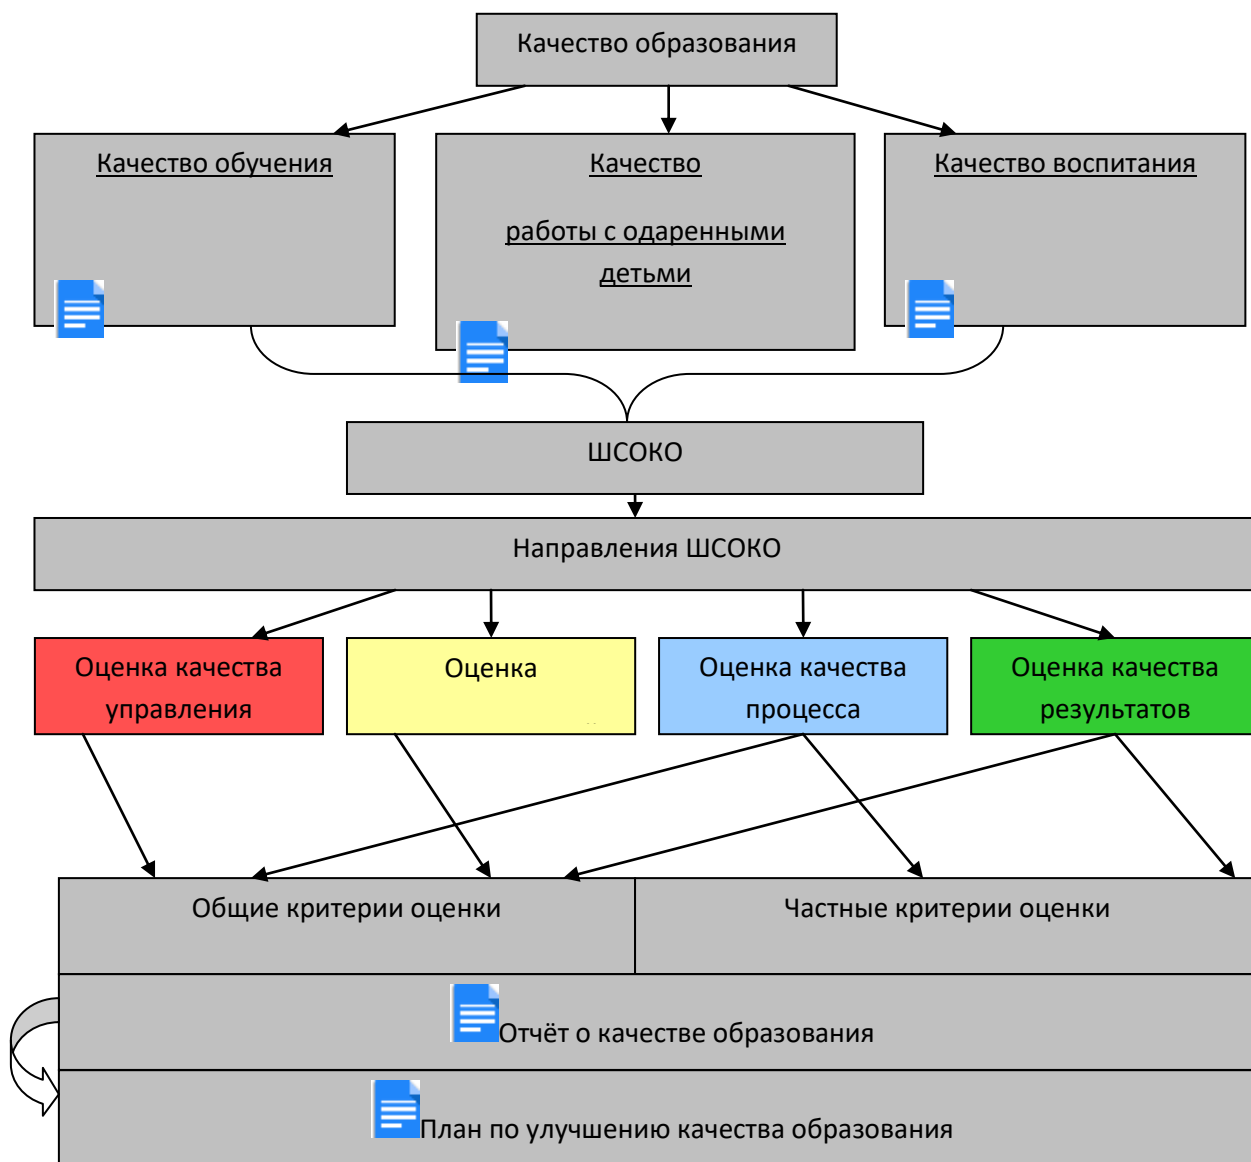 Качество образования
Качество обучения
Качество
работы с одаренными
детьми
Качество воспитания
ШСОКО
Направления ШСОКО
Оценка качества
управления
Оценка
Оценка качества
процесса
Оценка качества
результатов
Общие критерии оценки
Частные критерии оценки
Отчёт о качестве образования
План по улучшению качества образования